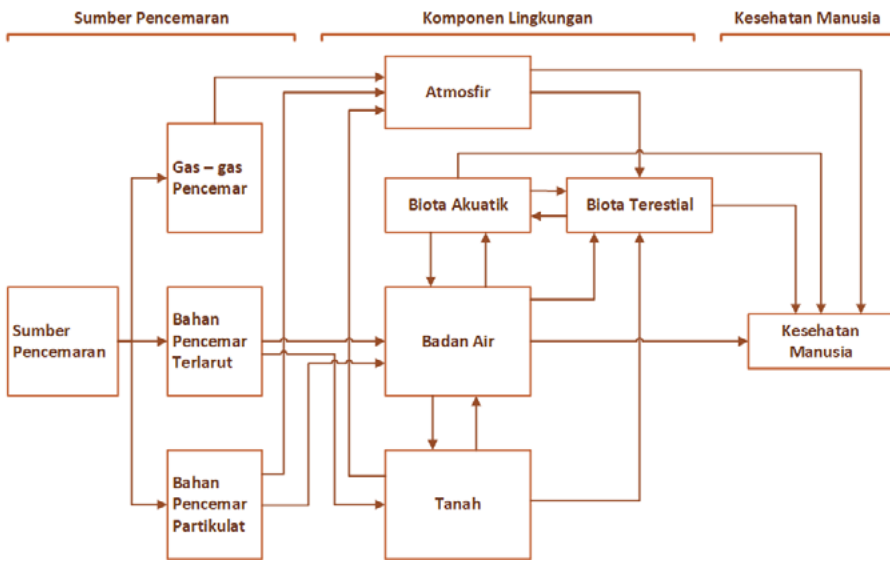 Sumber Pencemaran
Komponen Lingkungan
Kesehatan Manusia
Atmosfir
Gas – gas
Pencemar
Biota Akuatik
Biota Terestial
Sumber
Pencemaran
Bahan
Pencemar
Terlarut
Badan Air
Kesehatan
Manusia
Bahan
Pencemar
Partikulat
Tanah